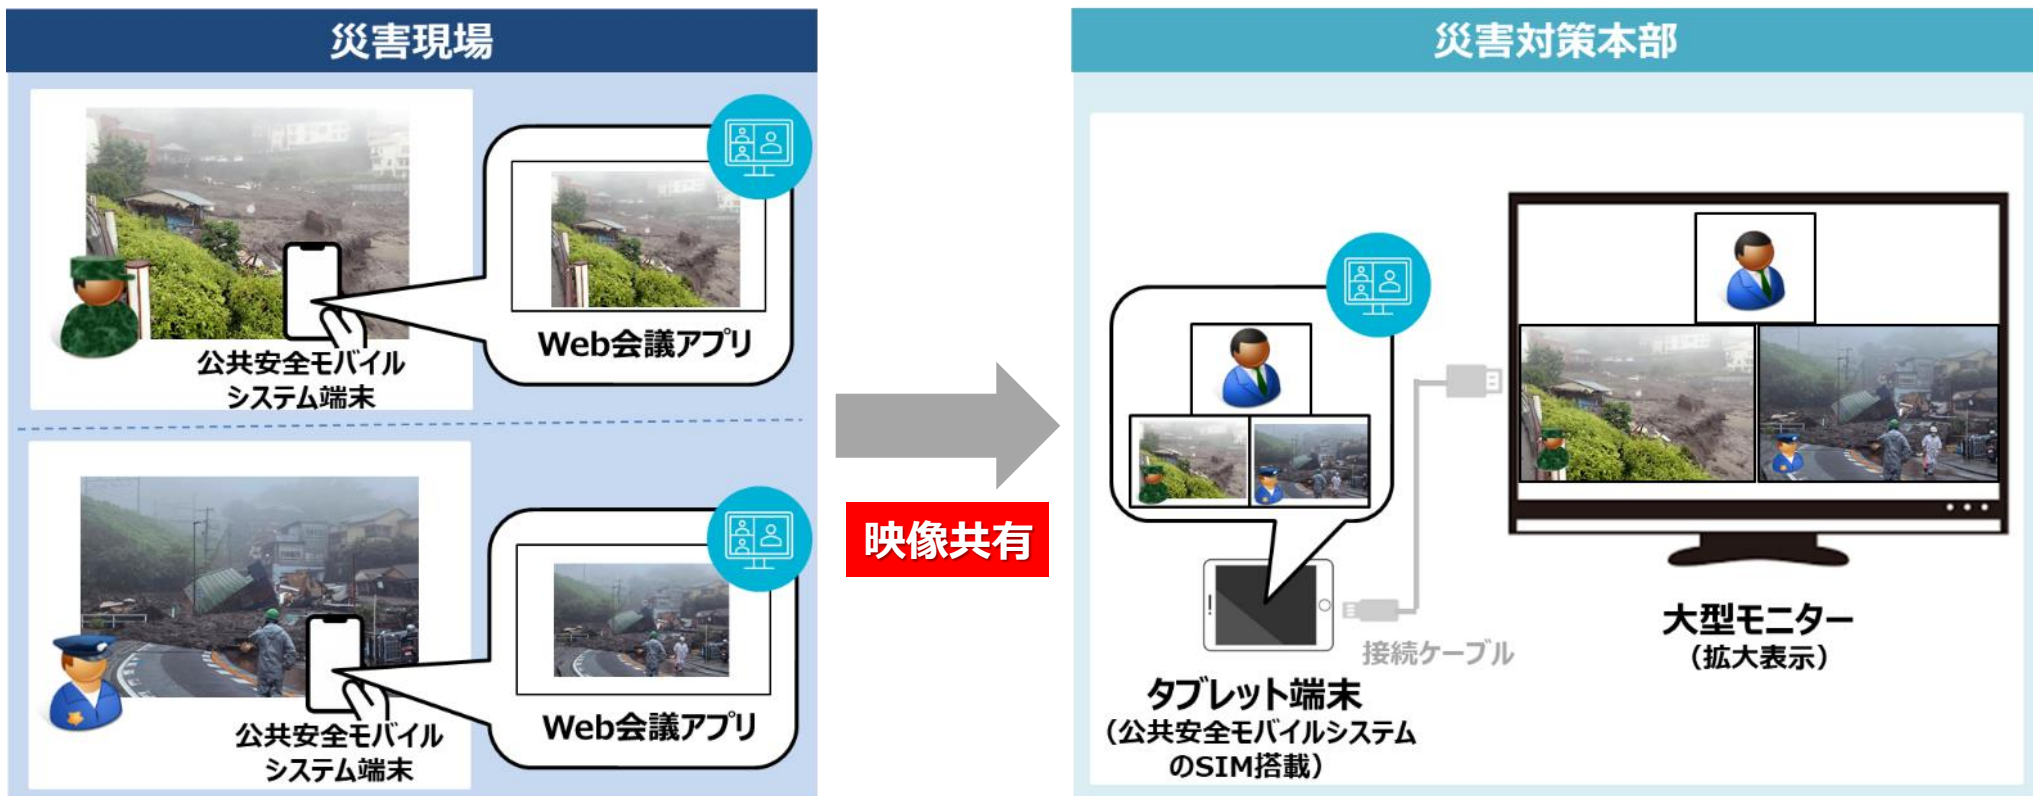 災害現場
Web会議アプリ
公共安全モバイル
システム端末
Web会議アプリ
公共安全モバイル
システム端末
映像共有
災害対策本部
接続ケーブル
タブレット端末
（公共安全モバイルシステム
のSIM搭載）
大型モニター
（拡大表示）